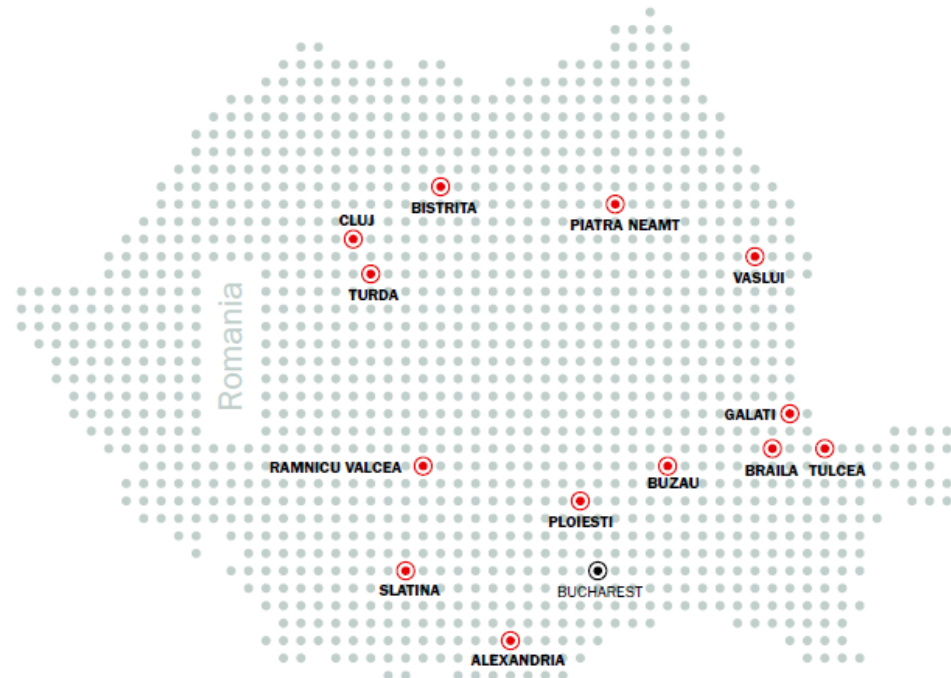 BISTRITA
CLUJ
PIATRA NEAMT
VASLUI
TURDA
Romania
GALATI
RAMNICU VALCEA
BUZAU
BRAILA
TULCEA
PLOIESTI
SLATINA
BUCHAREST
ALEXANDRIA